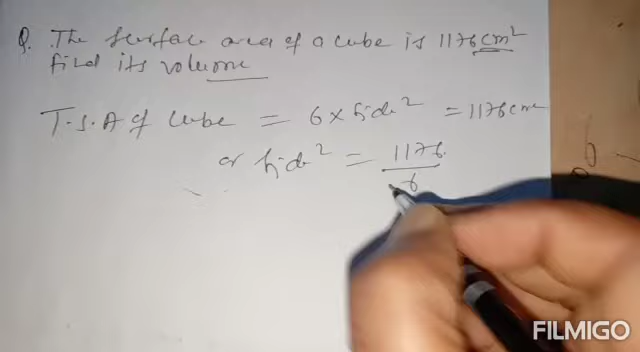 Q. The surface area of a cube is 1176 cm²
find its volume
T.S.A of cube = 6 × side² = 1176 cm
or side² = 1176
6
6
FILMIGO